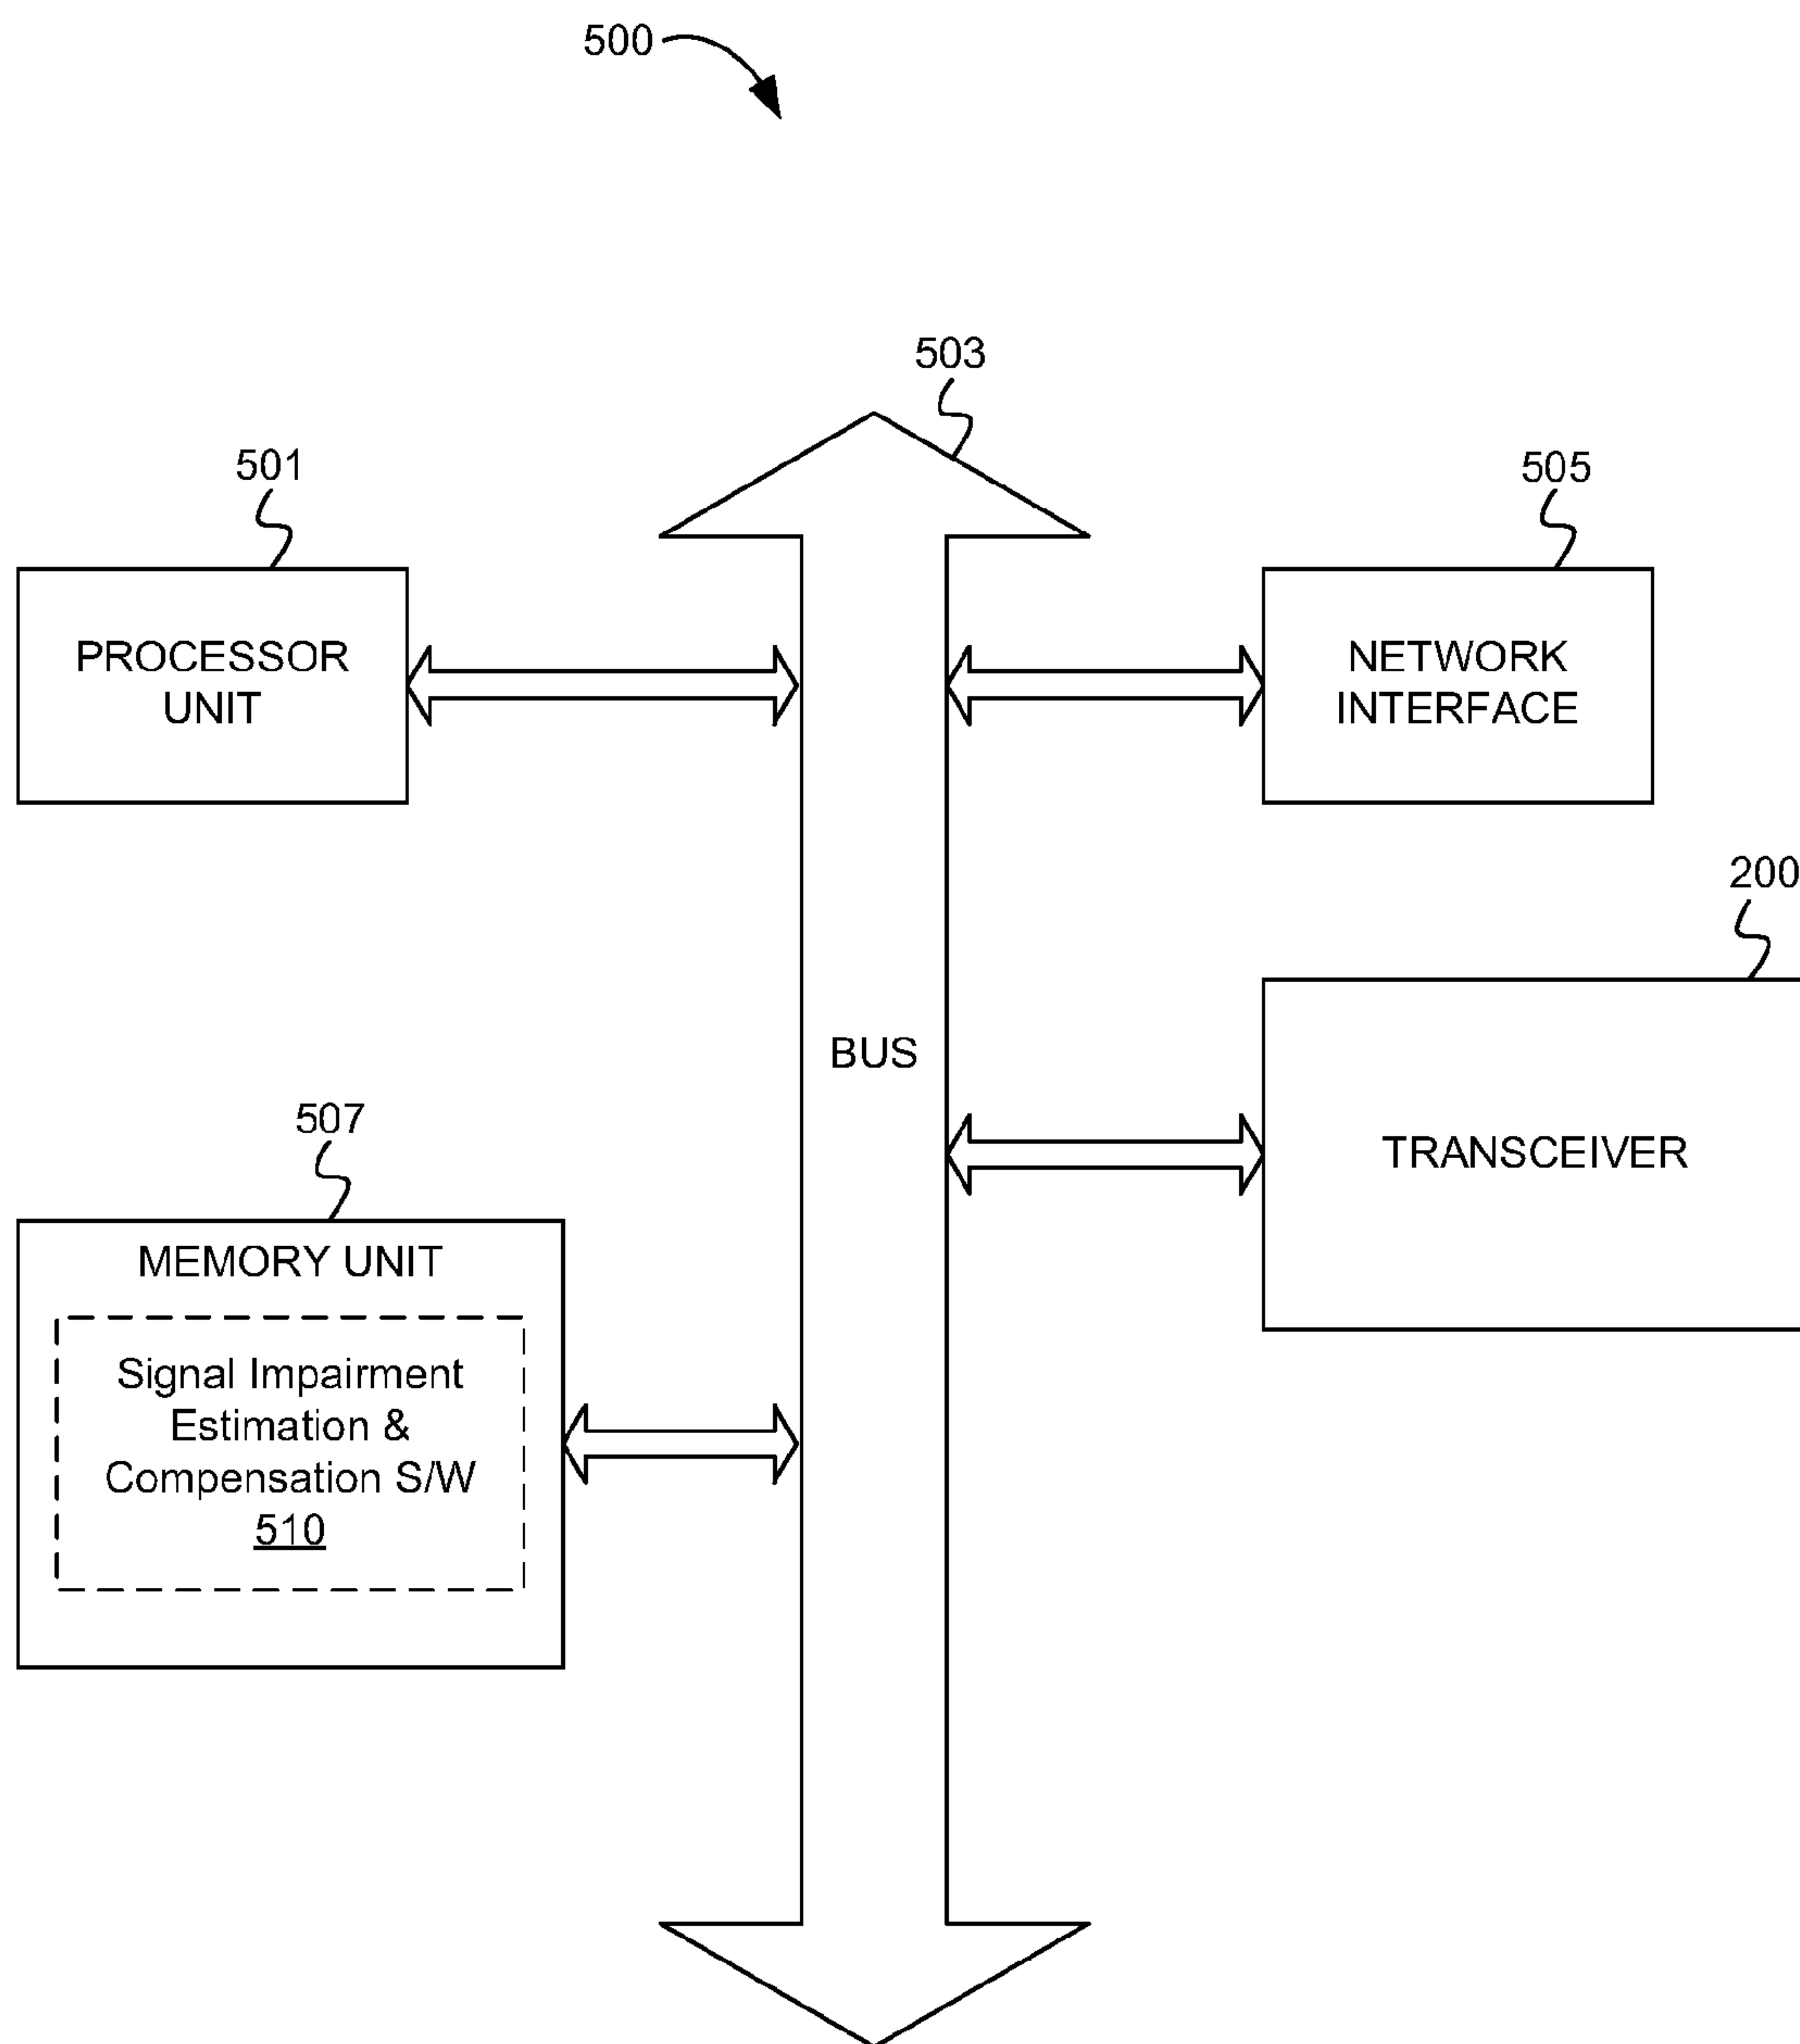 500
503
501
505
PROCESSOR
UNIT
NETWORK
INTERFACE
200
BUS
507
TRANSCEIVER
MEMORY UNIT
Signal Impairment
Estimation &
Compensation S/W
510